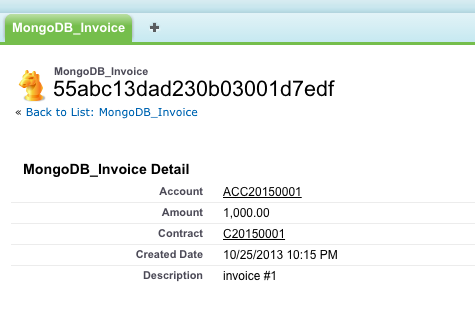 MongoDB_Invoice +
MongoDB_Invoice
55abc13dad230b03001d7edf
« Back to List: MongoDB_Invoice
MongoDB_Invoice Detail
Account ACC20150001
Amount 1,000.00
Contract C20150001
Created Date 10/25/2013 10:15 PM
Description invoice #1